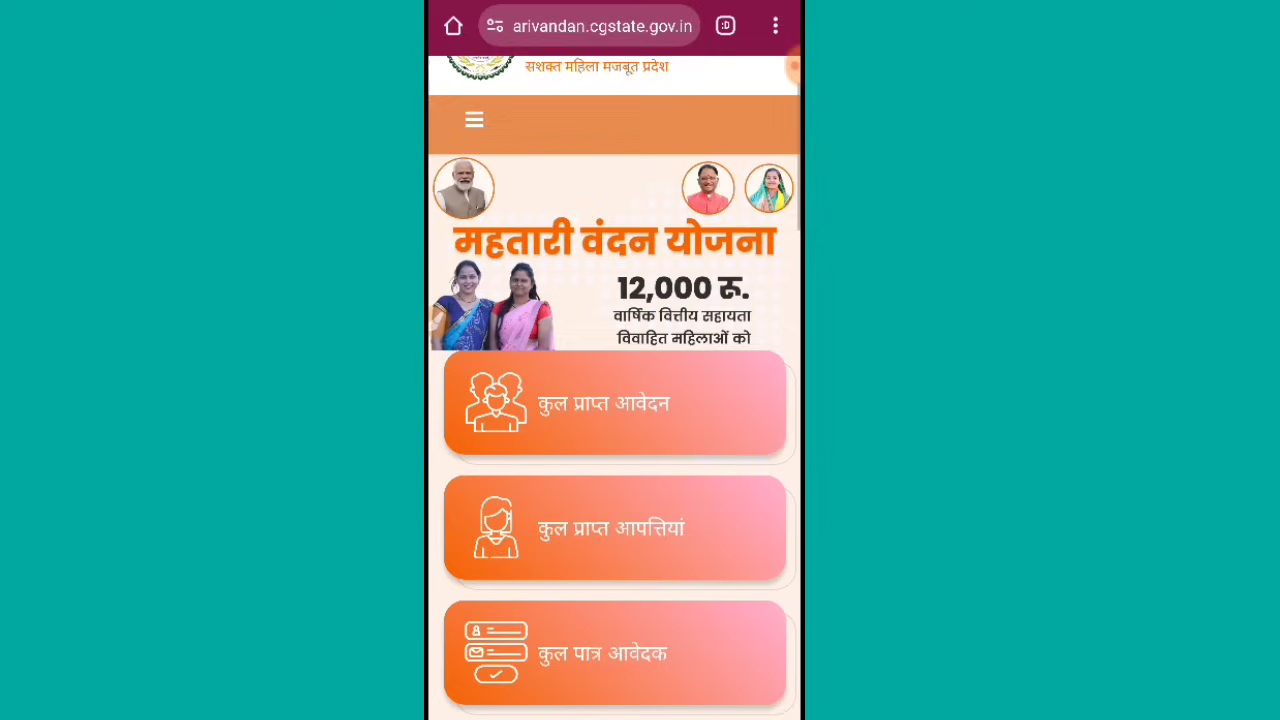 arivandan.cgstate.gov.in
:D
सशक्त महिला मजबूत प्रदेश
महतारी वंदन योजना
12,000 रू.
वार्षिक वित्तीय सहायता
विवाहित महिलाओं को
कुल प्राप्त आवेदन
कुल प्राप्त आपत्तियां
कुल पात्र आवेदक